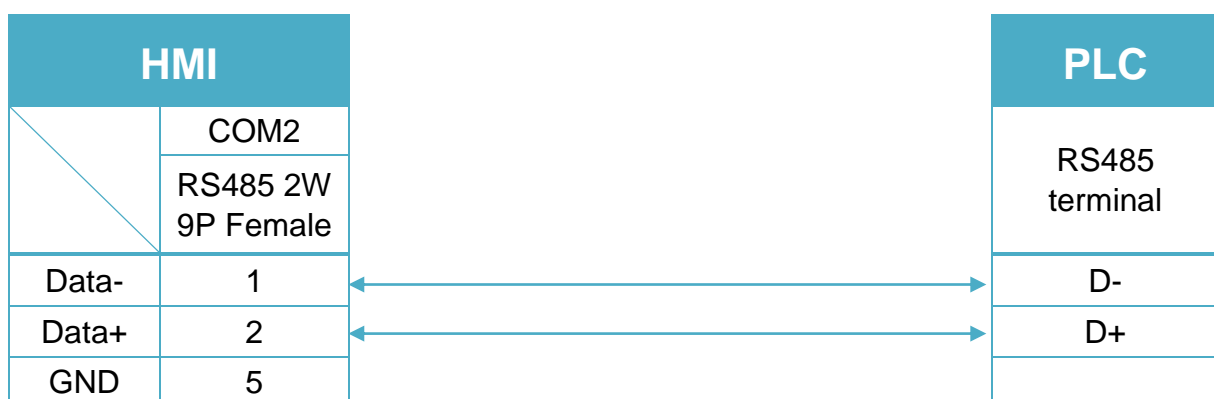 HMI
PLC
COM2
RS485 2W
9P Female
RS485
terminal
Data-
1
D-
Data+
2
D+
GND
5